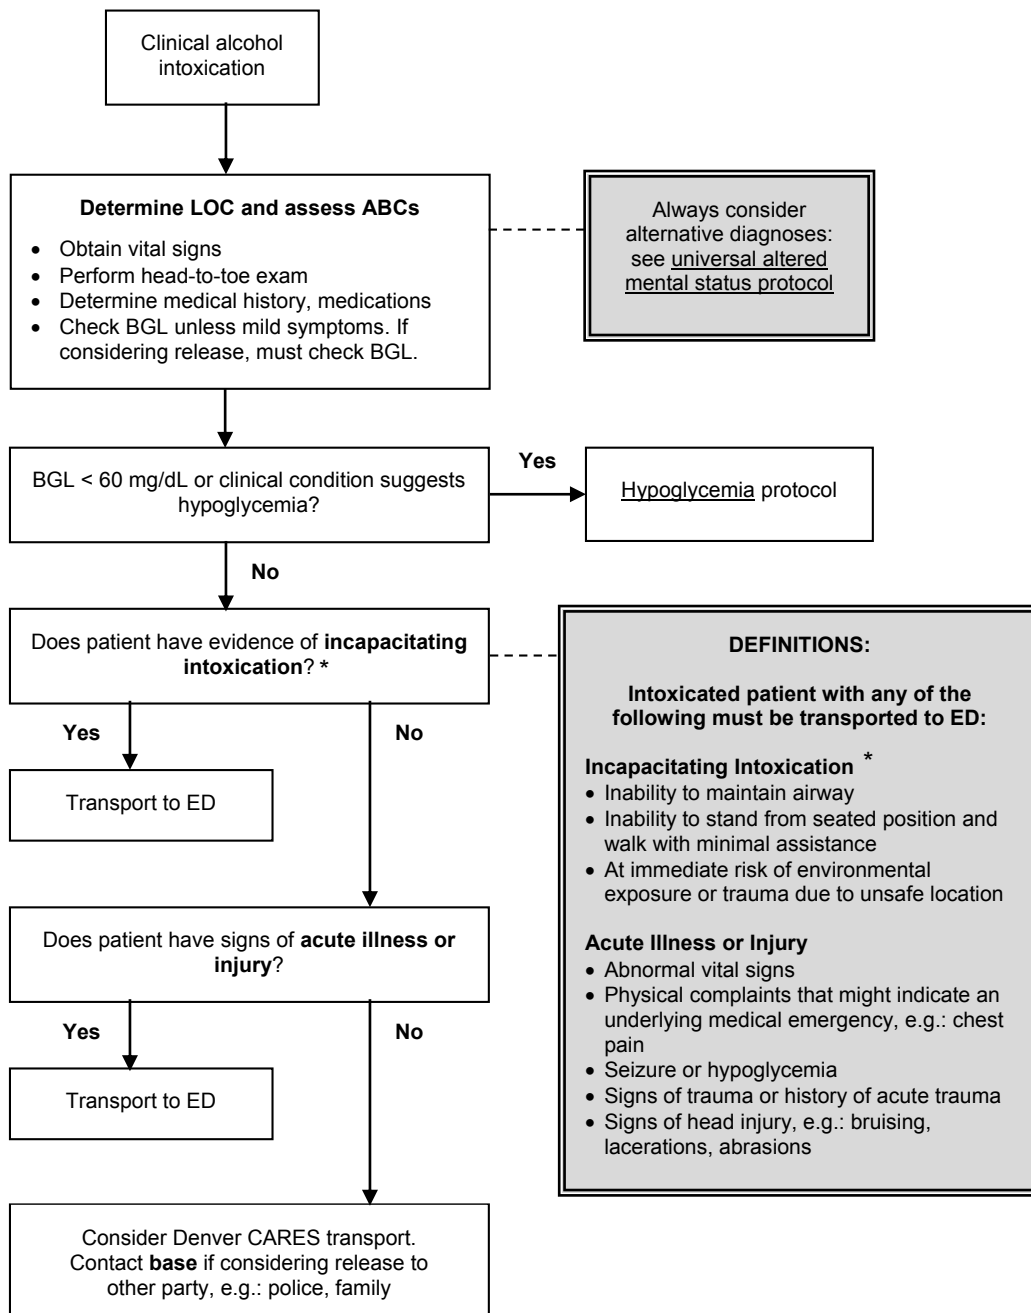 Clinical alcohol
intoxication
Determine LOC and assess ABCs
• Obtain vital signs
• Perform head-to-toe exam
• Determine medical history, medications
• Check BGL unless mild symptoms. If
considering release, must check BGL.
Always consider
alternative diagnoses:
see universal altered
mental status protocol
BGL < 60 mg/dL or clinical condition suggests
hypoglycemia?
Yes
Hypoglycemia protocol
No
Does patient have evidence of incapacitating
intoxication? *
Yes
No
Transport to ED
DEFINITIONS:
Intoxicated patient with any of the
following must be transported to ED:
Incapacitating Intoxication *
• Inability to maintain airway
• Inability to stand from seated position and
walk with minimal assistance
• At immediate risk of environmental
exposure or trauma due to unsafe location
Acute Illness or Injury
• Abnormal vital signs
• Physical complaints that might indicate an
underlying medical emergency, e.g.: chest
pain
• Seizure or hypoglycemia
• Signs of trauma or history of acute trauma
• Signs of head injury, e.g.: bruising,
lacerations, abrasions
Does patient have signs of acute illness or
injury?
Yes
No
Transport to ED
Consider Denver CARES transport.
Contact base if considering release to
other party, e.g.: police, family